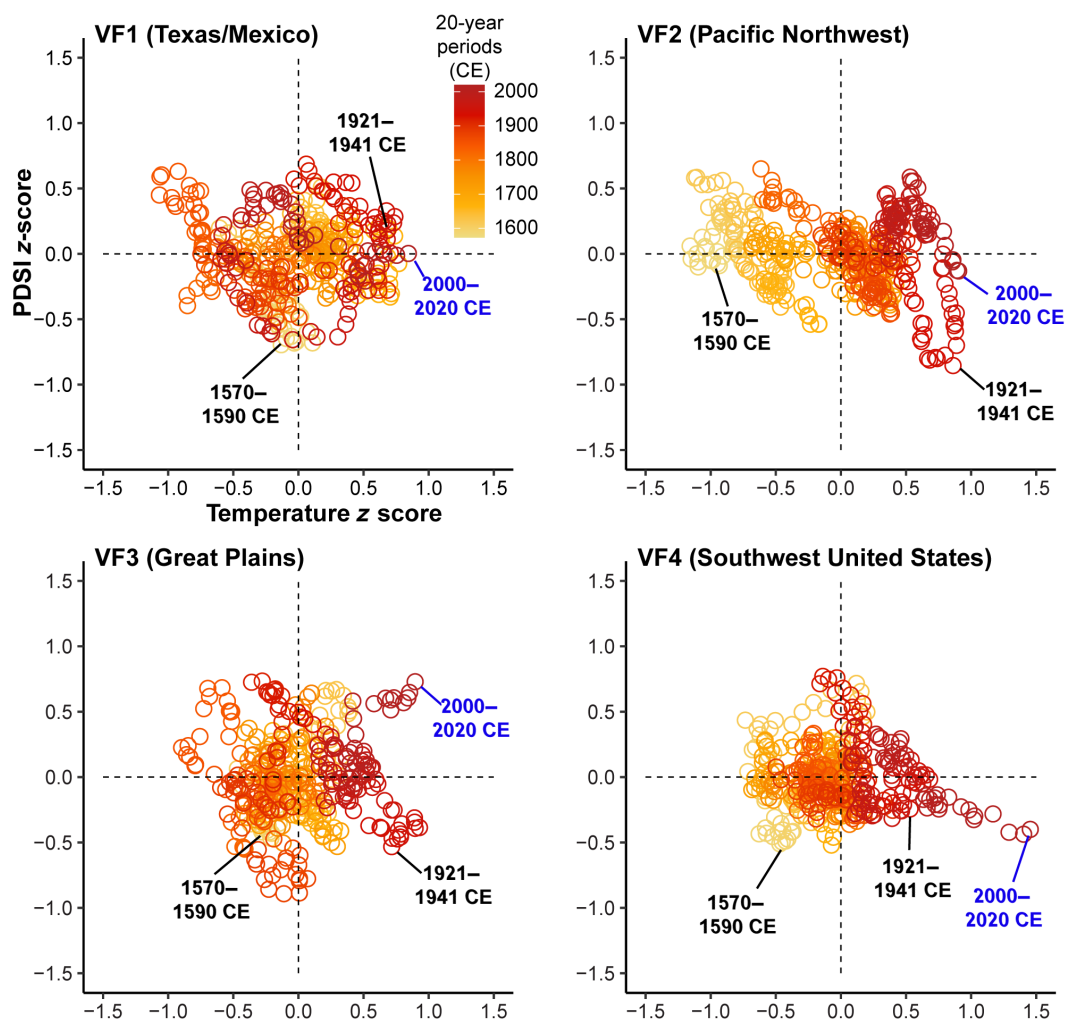 VF1 (Texas/Mexico)
20-year
periods
(CE)
2000
1900
1800
1700
1600
1921–
1941 CE
2000–
2020 CE
1570–
1590 CE
PDSI z-score
1.5
1.0
0.5
0.0
−0.5
−1.0
−1.5
−1.5 −1.0 −0.5 0.0 0.5 1.0 1.5
Temperature z score
VF2 (Pacific Northwest)
1.5
1.0
0.5
0.0
−0.5
−1.0
−1.5
1570–
1590 CE
2000–
2020 CE
1921–
1941 CE
−1.5 −1.0 −0.5 0.0 0.5 1.0 1.5
VF3 (Great Plains)
1.5
1.0
0.5
0.0
−0.5
−1.0
−1.5
2000–
2020 CE
1570–
1590 CE
1921–
1941 CE
−1.5 −1.0 −0.5 0.0 0.5 1.0 1.5
VF4 (Southwest United States)
1.5
1.0
0.5
0.0
−0.5
−1.0
−1.5
1570–
1590 CE
1921–
1941 CE
2000–
2020 CE
−1.5 −1.0 −0.5 0.0 0.5 1.0 1.5